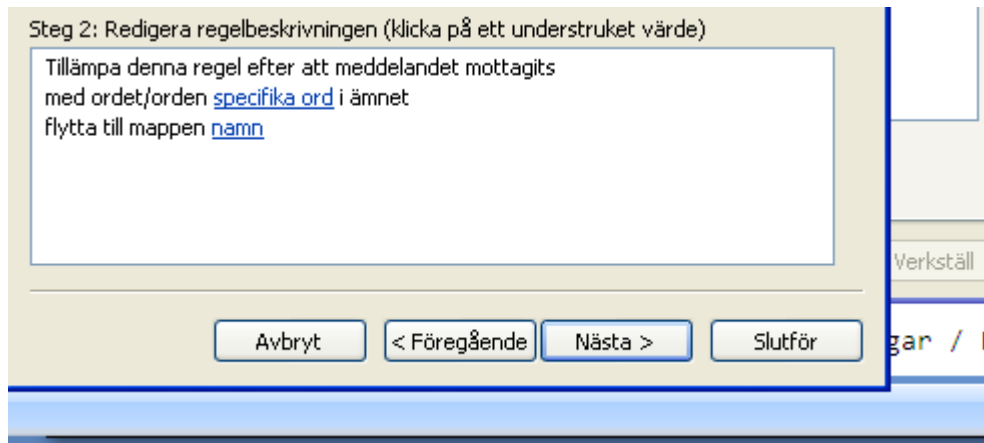 Steg 2: Redigera regelbeskrivningen (klicka på ett understruket värde)
Tillämpa denna regel efter att meddelandet mottagits
med ordet/orden specifika ord i ämnet
flytta till mappen namn
Verkställ
Avbryt
< Föregående
Nästa >
Slutför
gar /